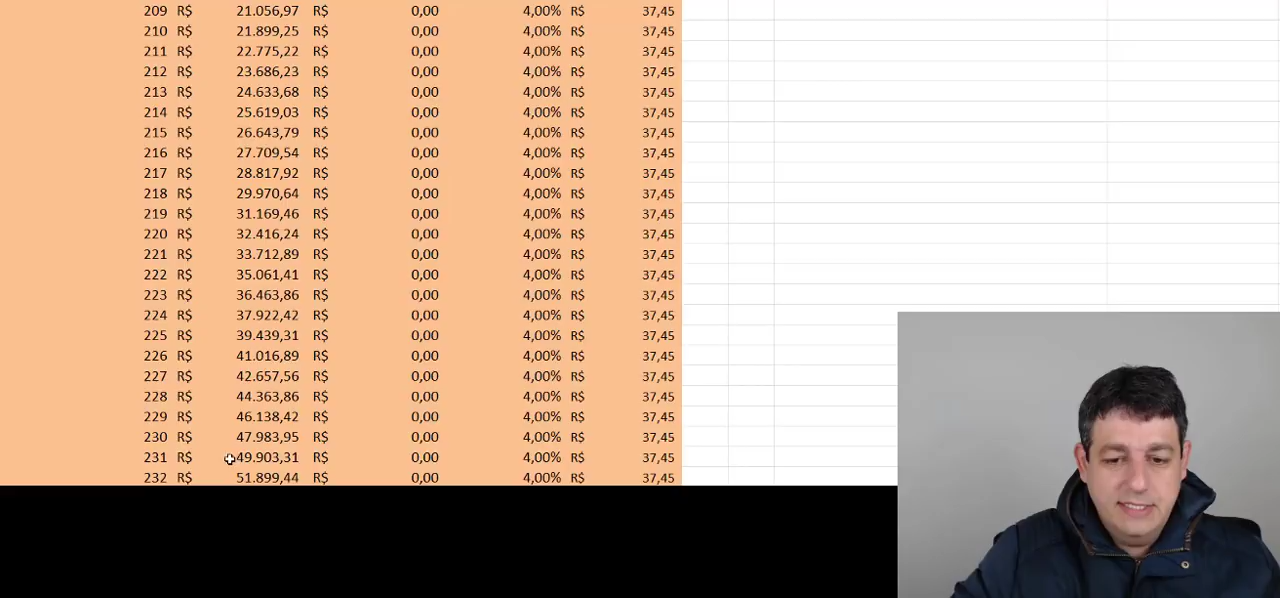 209 R$ 21.056,97 R$ 0,00 4,00% R$ 37,45
210 R$ 21.899,25 R$ 0,00 4,00% R$ 37,45
211 R$ 22.775,22 R$ 0,00 4,00% R$ 37,45
212 R$ 23.686,23 R$ 0,00 4,00% R$ 37,45
213 R$ 24.633,68 R$ 0,00 4,00% R$ 37,45
214 R$ 25.619,03 R$ 0,00 4,00% R$ 37,45
215 R$ 26.643,79 R$ 0,00 4,00% R$ 37,45
216 R$ 27.709,54 R$ 0,00 4,00% R$ 37,45
217 R$ 28.817,92 R$ 0,00 4,00% R$ 37,45
218 R$ 29.970,64 R$ 0,00 4,00% R$ 37,45
219 R$ 31.169,46 R$ 0,00 4,00% R$ 37,45
220 R$ 32.416,24 R$ 0,00 4,00% R$ 37,45
221 R$ 33.712,89 R$ 0,00 4,00% R$ 37,45
222 R$ 35.061,41 R$ 0,00 4,00% R$ 37,45
223 R$ 36.463,86 R$ 0,00 4,00% R$ 37,45
224 R$ 37.922,42 R$ 0,00 4,00% R$ 37,45
225 R$ 39.439,31 R$ 0,00 4,00% R$ 37,45
226 R$ 41.016,89 R$ 0,00 4,00% R$ 37,45
227 R$ 42.657,56 R$ 0,00 4,00% R$ 37,45
228 R$ 44.363,86 R$ 0,00 4,00% R$ 37,45
229 R$ 46.138,42 R$ 0,00 4,00% R$ 37,45
230 R$ 47.983,95 R$ 0,00 4,00% R$ 37,45
231 R$ 49.903,31 R$ 0,00 4,00% R$ 37,45
232 R$ 51.899,44 R$ 0,00 4,00% R$ 37,45